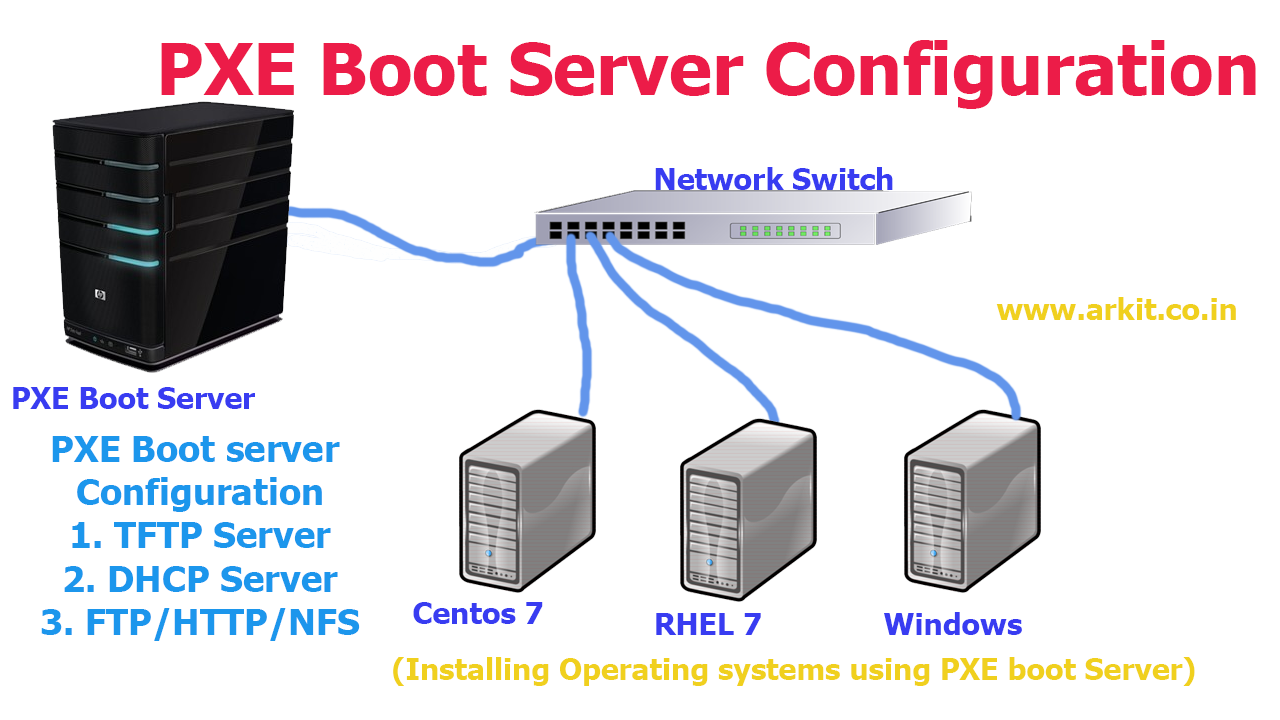 PXE Boot Server Configuration
Network Switch
www.arkit.co.in
PXE Boot Server
PXE Boot server
Configuration
1. TFTP Server
2. DHCP Server
3. FTP/HTTP/NFS
Centos 7
RHEL 7
Windows
(Installing Operating systems using PXE boot Server)